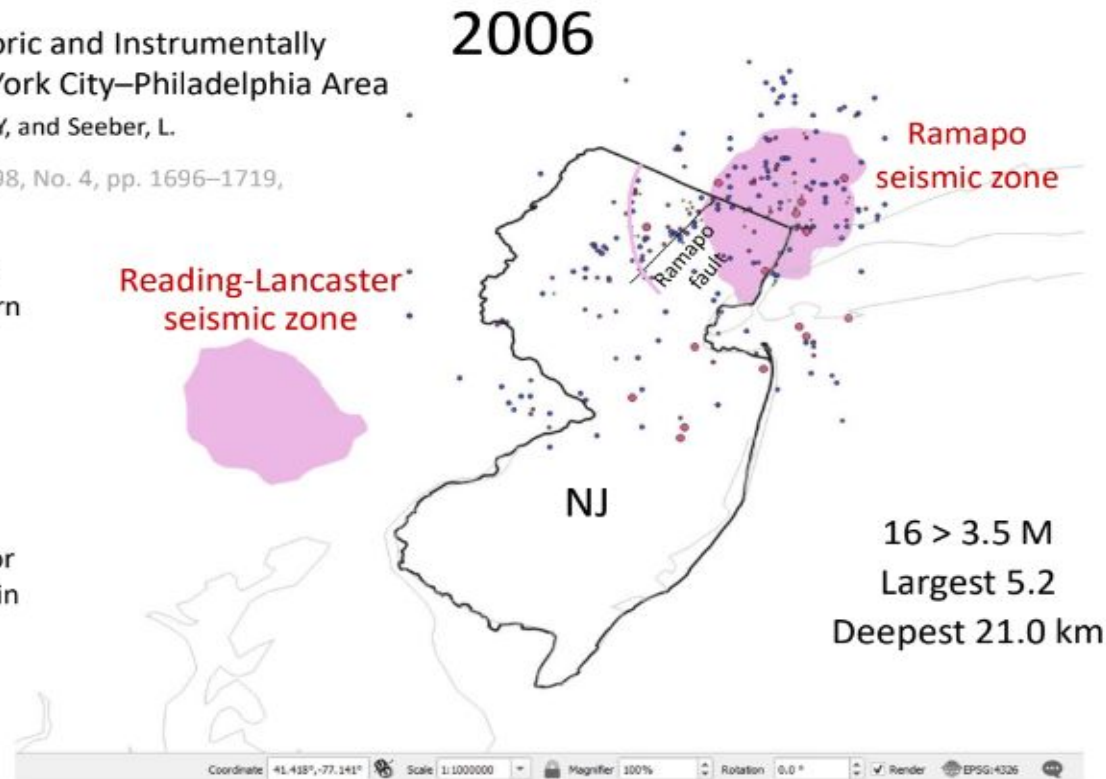 2006
oric and Instrumentally
York City–Philadelphia Area
Y, and Seeber, L.
98, No. 4, pp. 1696–1719,
Ramapo
seismic zone
Ramapo
fault
Reading-Lancaster
seismic zone
rn
NJ
or
in
16 > 3.5 M
Largest 5.2
Deepest 21.0 km
Coordinate 41.418°,-77.141° Scale 1:1000000 Magnifier 100% Rotation 0.0 ° Render EPSG:4326